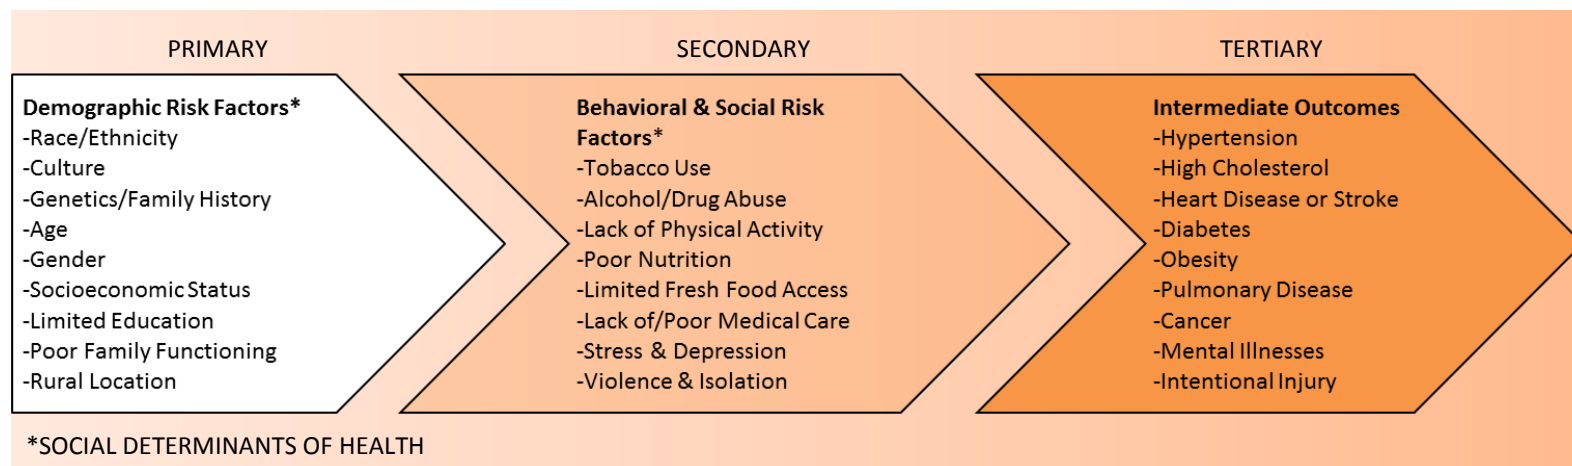 PRIMARY
Demographic Risk Factors*
-Race/Ethnicity
-Culture
-Genetics/Family History
-Age
-Gender
-Socioeconomic Status
-Limited Education
-Poor Family Functioning
-Rural Location
SECONDARY
Behavioral & Social Risk
Factors*
-Tobacco Use
-Alcohol/Drug Abuse
-Lack of Physical Activity
-Poor Nutrition
-Limited Fresh Food Access
-Lack of/Poor Medical Care
-Stress & Depression
-Violence & Isolation
TERTIARY
Intermediate Outcomes
-Hypertension
-High Cholesterol
-Heart Disease or Stroke
-Diabetes
-Obesity
-Pulmonary Disease
-Cancer
-Mental Illnesses
-Intentional Injury
*SOCIAL DETERMINANTS OF HEALTH